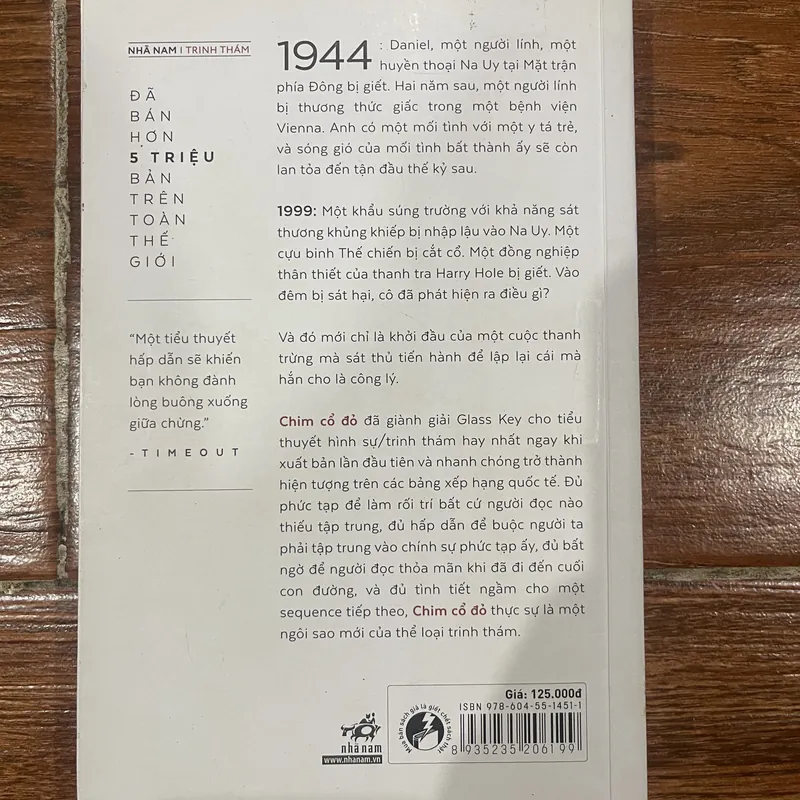 NHÃ NAM | TRINH THÁM
ĐÃ
BÁN
HƠN
5 TRIỆU
BẢN
TRÊN
TOÀN
THẾ
GIỚI
“Một tiểu thuyết
hấp dẫn sẽ khiến
bạn không đành
lòng buông xuống
giữa chừng.”
- TIMEOUT
1944 : Daniel, một người lính, một
huyền thoại Na Uy tại Mặt trận
phía Đông bị giết. Hai năm sau, một người lính
bị thương thức giấc trong một bệnh viện
Vienna. Anh có một mối tình với một y tá trẻ,
và sóng gió của mối tình bất thành ấy sẽ còn
lan tỏa đến tận đầu thế kỷ sau.
1999: Một khẩu súng trường với khả năng sát
thương khủng khiếp bị nhập lậu vào Na Uy. Một
cựu binh Thế chiến bị cắt cổ. Một đồng nghiệp
thân thiết của thanh tra Harry Hole bị giết. Vào
đêm bị sát hại, cô đã phát hiện ra điều gì?
Và đó mới chỉ là khởi đầu của một cuộc thanh
trừng mà sát thủ tiến hành để lập lại cái mà
hắn cho là công lý.
Chim cổ đỏ đã giành giải Glass Key cho tiểu
thuyết hình sự/trinh thám hay nhất ngay khi
xuất bản lần đầu tiên và nhanh chóng trở thành
hiện tượng trên các bảng xếp hạng quốc tế. Đủ
phức tạp để làm rối trí bất cứ người đọc nào
thiếu tập trung, đủ hấp dẫn để buộc người ta
phải tập trung vào chính sự phức tạp ấy, đủ bất
ngờ để người đọc thỏa mãn khi đã đi đến cuối
con đường, và đủ tình tiết ngầm cho một
sequence tiếp theo, Chim cổ đỏ thực sự là một
ngôi sao mới của thể loại trinh thám.
nhã nam
www.nhanam.vn
Mua bán sách giả là giết chết sách thật
Giá: 125.000đ
ISBN 978-604-55-1451-1
8 935235 206199